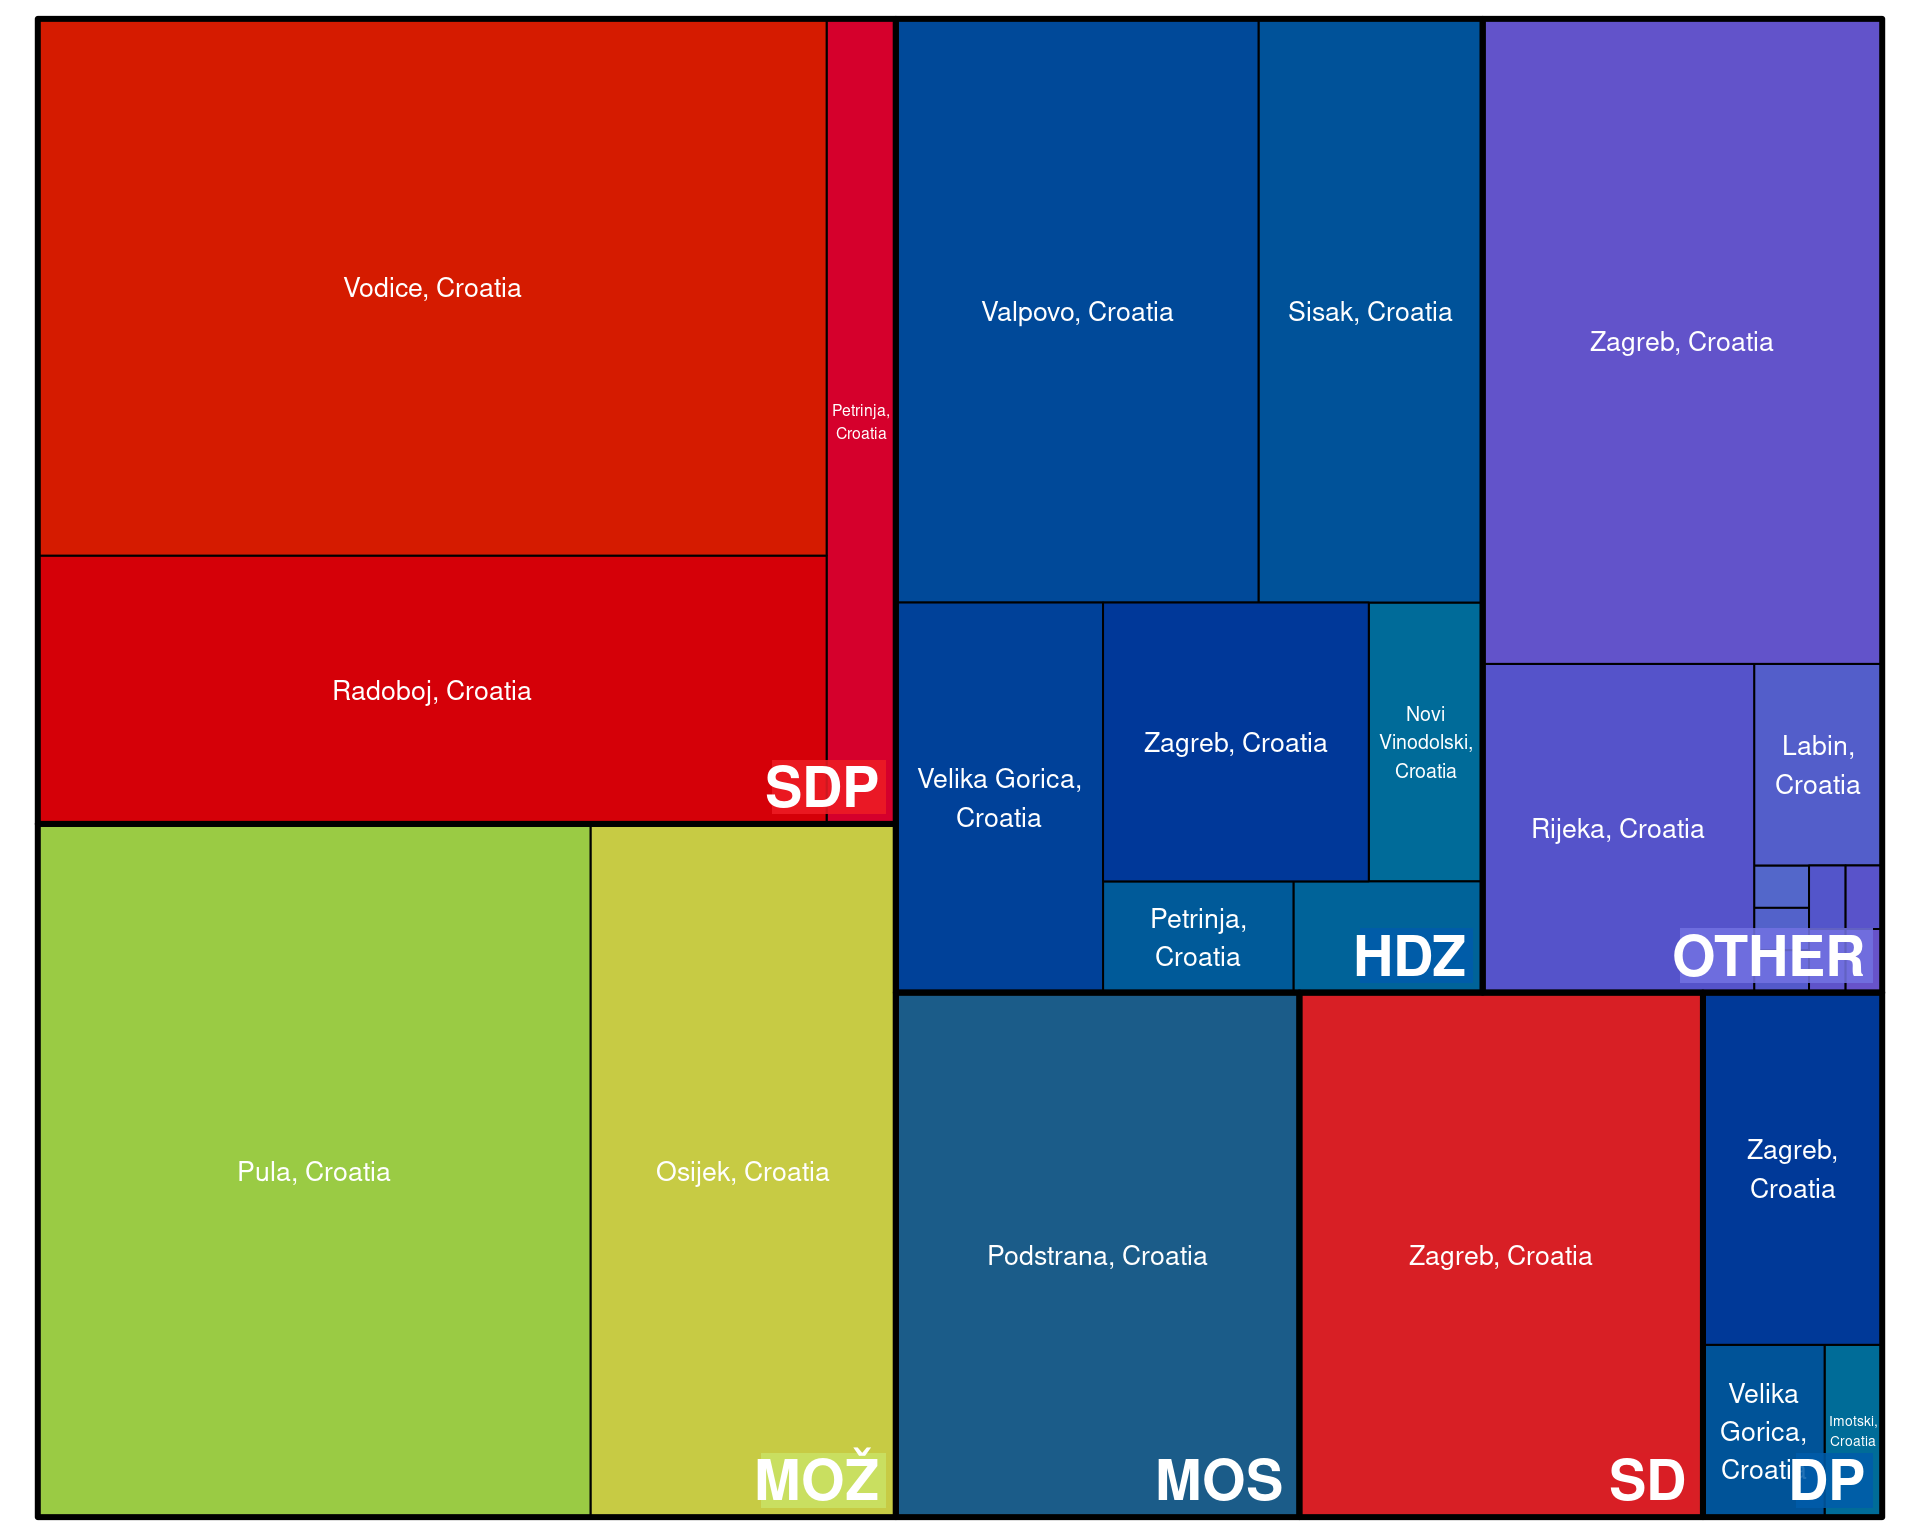 Vodice, Croatia
Petrinja,
Croatia
Radoboj, Croatia
SDP
Pula, Croatia
Osijek, Croatia
MOŽ
Valpovo, Croatia
Sisak, Croatia
Velika Gorica,
Croatia
Zagreb, Croatia
Novi
Vinodolski,
Croatia
Petrinja,
Croatia
HDZ
Zagreb, Croatia
Rijeka, Croatia
Labin,
Croatia
OTHER
Podstrana, Croatia
MOS
Zagreb, Croatia
SD
Zagreb,
Croatia
Velika
Gorica,
Croatia
Imotski,
Croatia
DP